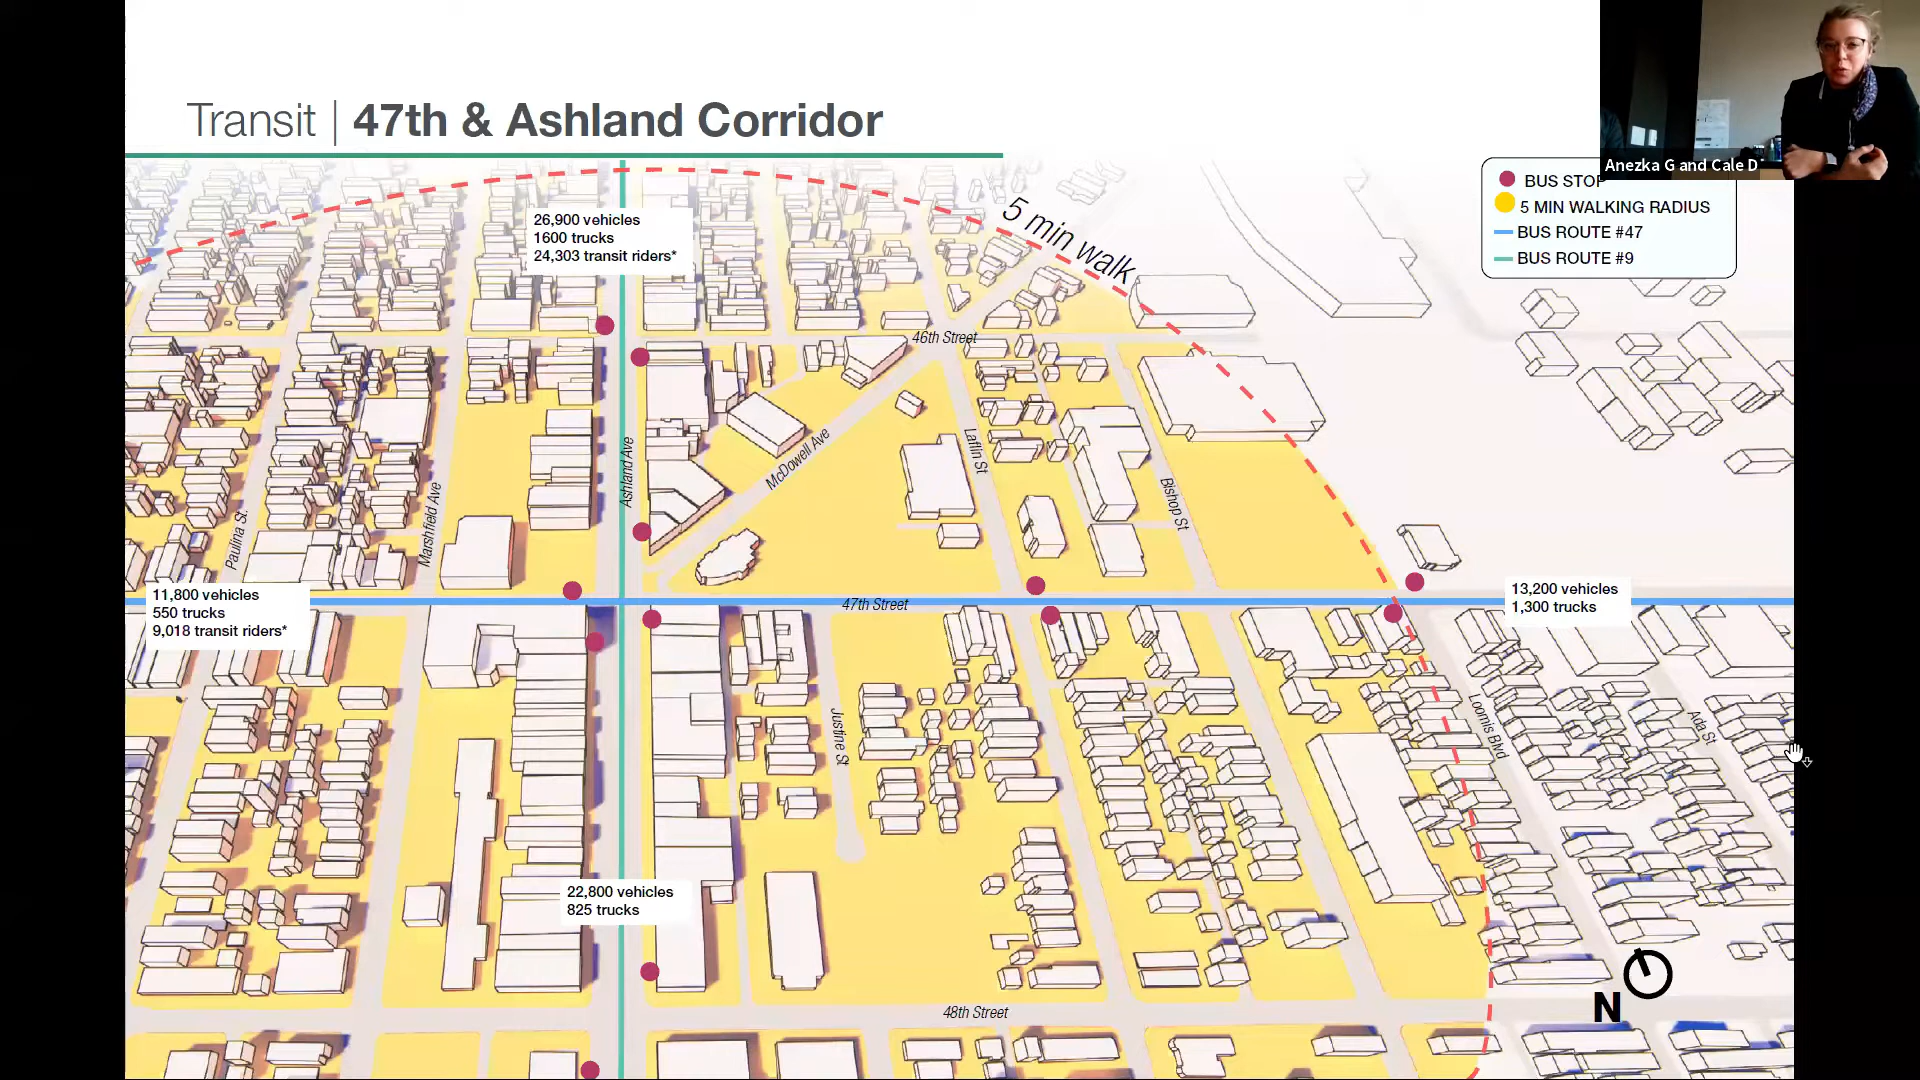 Transit | 47th & Ashland Corridor
Anezka G and Cale D
BUS STOP
5 MIN WALKING RADIUS
BUS ROUTE #47
BUS ROUTE #9
5 min walk
26,900 vehicles
1600 trucks
24,303 transit riders*
46th Street
Ashland Ave
McDowell Ave
Laflin St
Bishop St
Paulina St.
Marshfield Ave
11,800 vehicles
550 trucks
9,018 transit riders*
47th Street
13,200 vehicles
1,300 trucks
Justine St
Loomis Blvd
Ada St
22,800 vehicles
825 trucks
48th Street
N